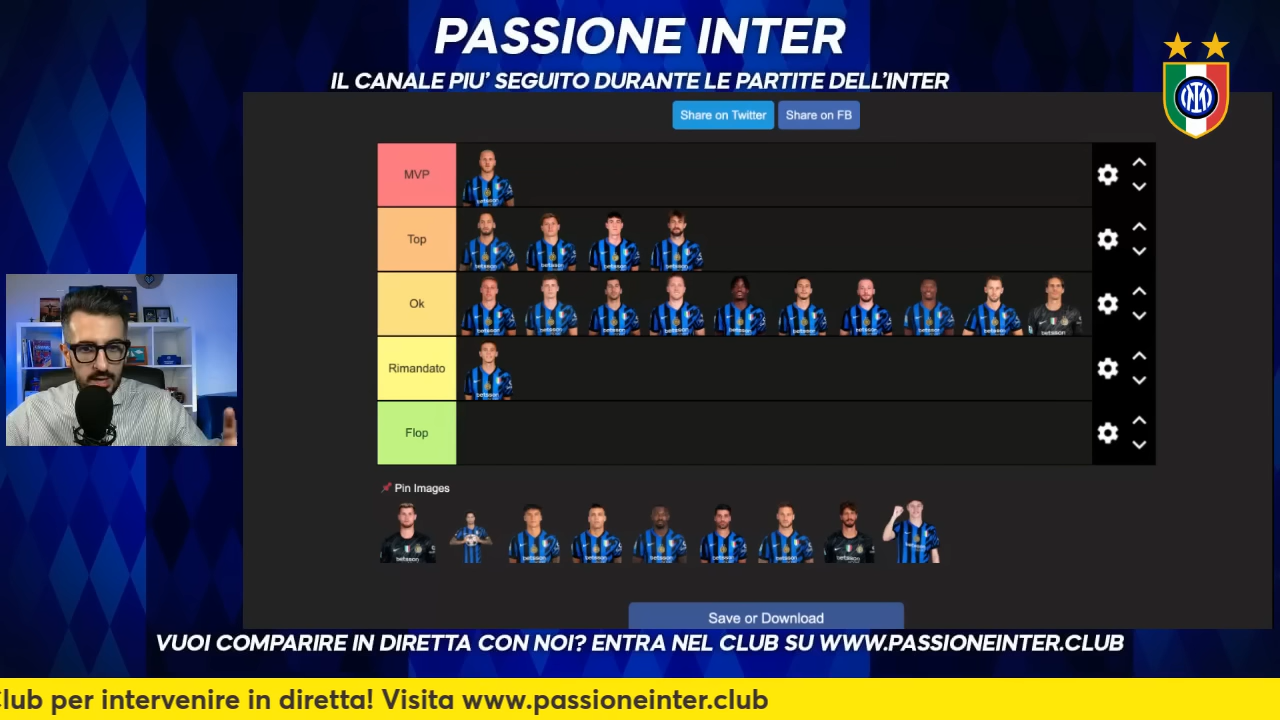 PASSIONE INTER
IL CANALE PIU' SEGUITO DURANTE LE PARTITE DELL'INTER
Share on Twitter
Share on FB
MVP
Top
Ok
Rimandato
Flop
Pin Images
Save or Download
VUOI COMPARIRE IN DIRETTA CON NOI? ENTRA NEL CLUB SU WWW.PASSIONEINTER.CLUB
Club per intervenire in diretta! Visita www.passioneinter.club